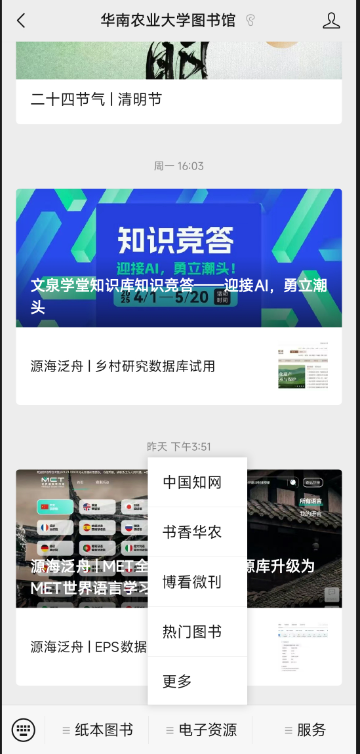 华南农业大学图书馆
二十四节气 | 清明节
周一 16:03
知识竞答
迎接AI，勇立潮头！
4/1—5/20
文泉学堂知识库知识竞答——迎接AI，勇立潮
头
源海泛舟 | 乡村研究数据库试用
昨天 下午3:51
MET
所有语言
源海泛舟 | MET全
源库升级为
MET世界语言学习
源海泛舟 | EPS数据
中国知网
书香华农
博看微刊
热门图书
更多
纸本图书
电子资源
服务